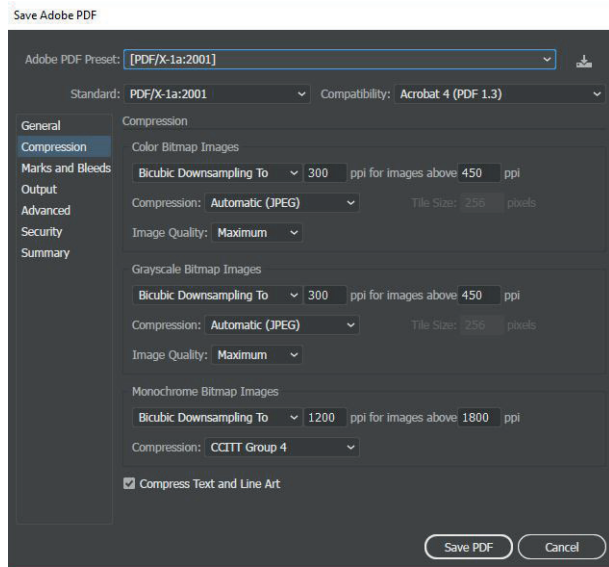 Save Adobe PDF
Adobe PDF Preset: [PDF/X-1a:2001]
Standard: PDF/X-1a:2001 Compatibility: Acrobat 4 (PDF 1.3)
General
Compression
Marks and Bleeds
Output
Advanced
Security
Summary
Compression
Color Bitmap Images
Bicubic Downsampling To 300 ppi for images above 450 ppi
Compression: Automatic (JPEG) Tile Size: 256 pixels
Image Quality: Maximum
Grayscale Bitmap Images
Bicubic Downsampling To 300 ppi for images above 450 ppi
Compression: Automatic (JPEG) Tile Size: 256 pixels
Image Quality: Maximum
Monochrome Bitmap Images
Bicubic Downsampling To 1200 ppi for images above 1800 ppi
Compression: CCITT Group 4
Compress Text and Line Art
Save PDF Cancel